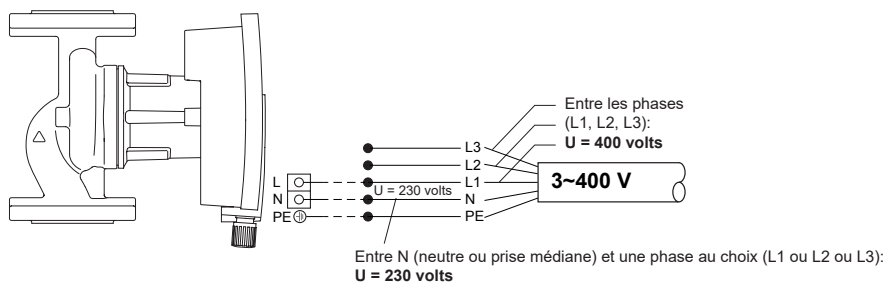 Entre les phases
(L1, L2, L3):
U = 400 volts
L3
L2
L L1
U = 230 volts
N N
PE PE
3~400 V
Entre N (neutre ou prise médiane) et une phase au choix (L1 ou L2 ou L3):
U = 230 volts